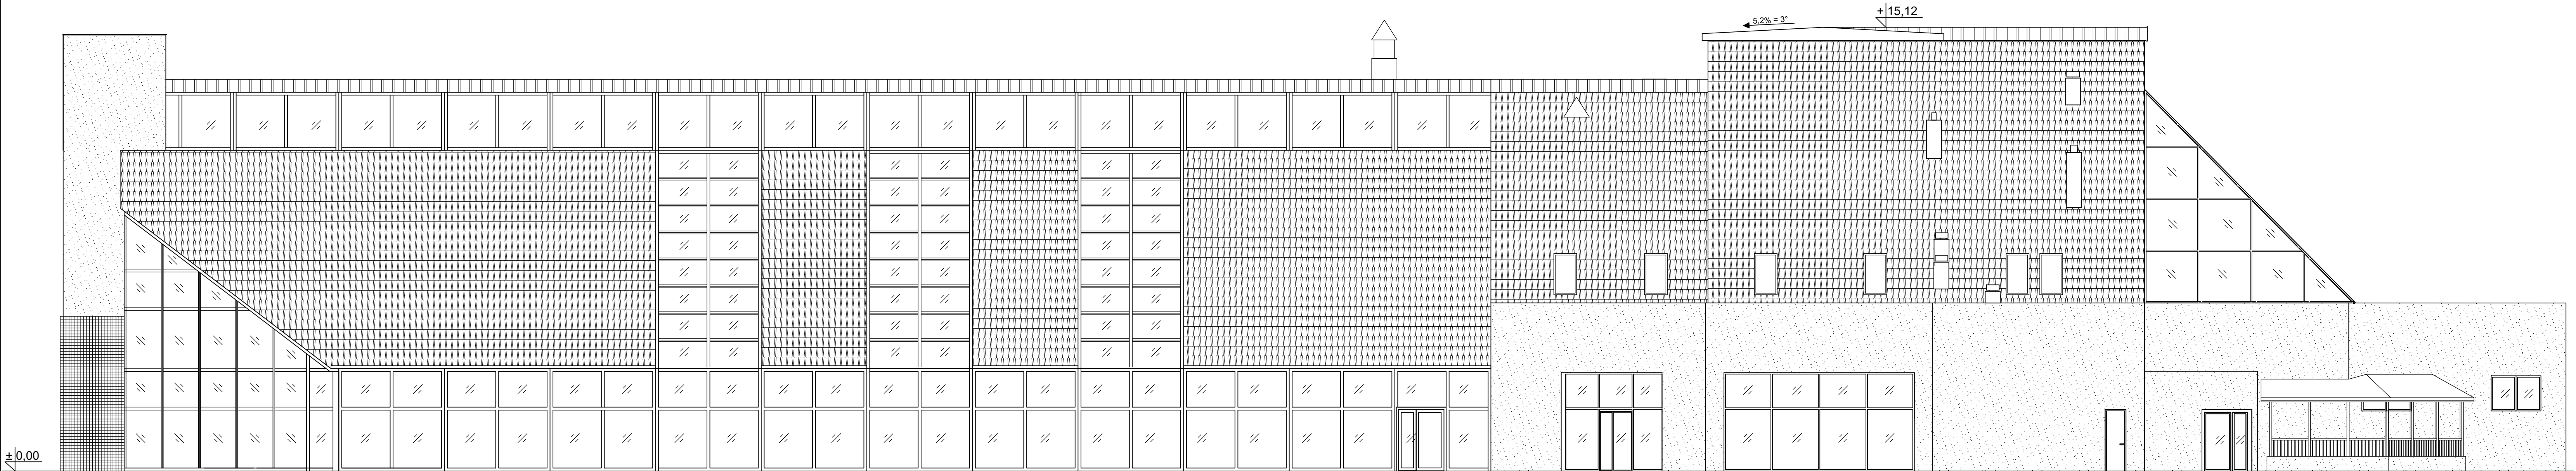 5,2% = 3°
+ 15,12
± 0,00